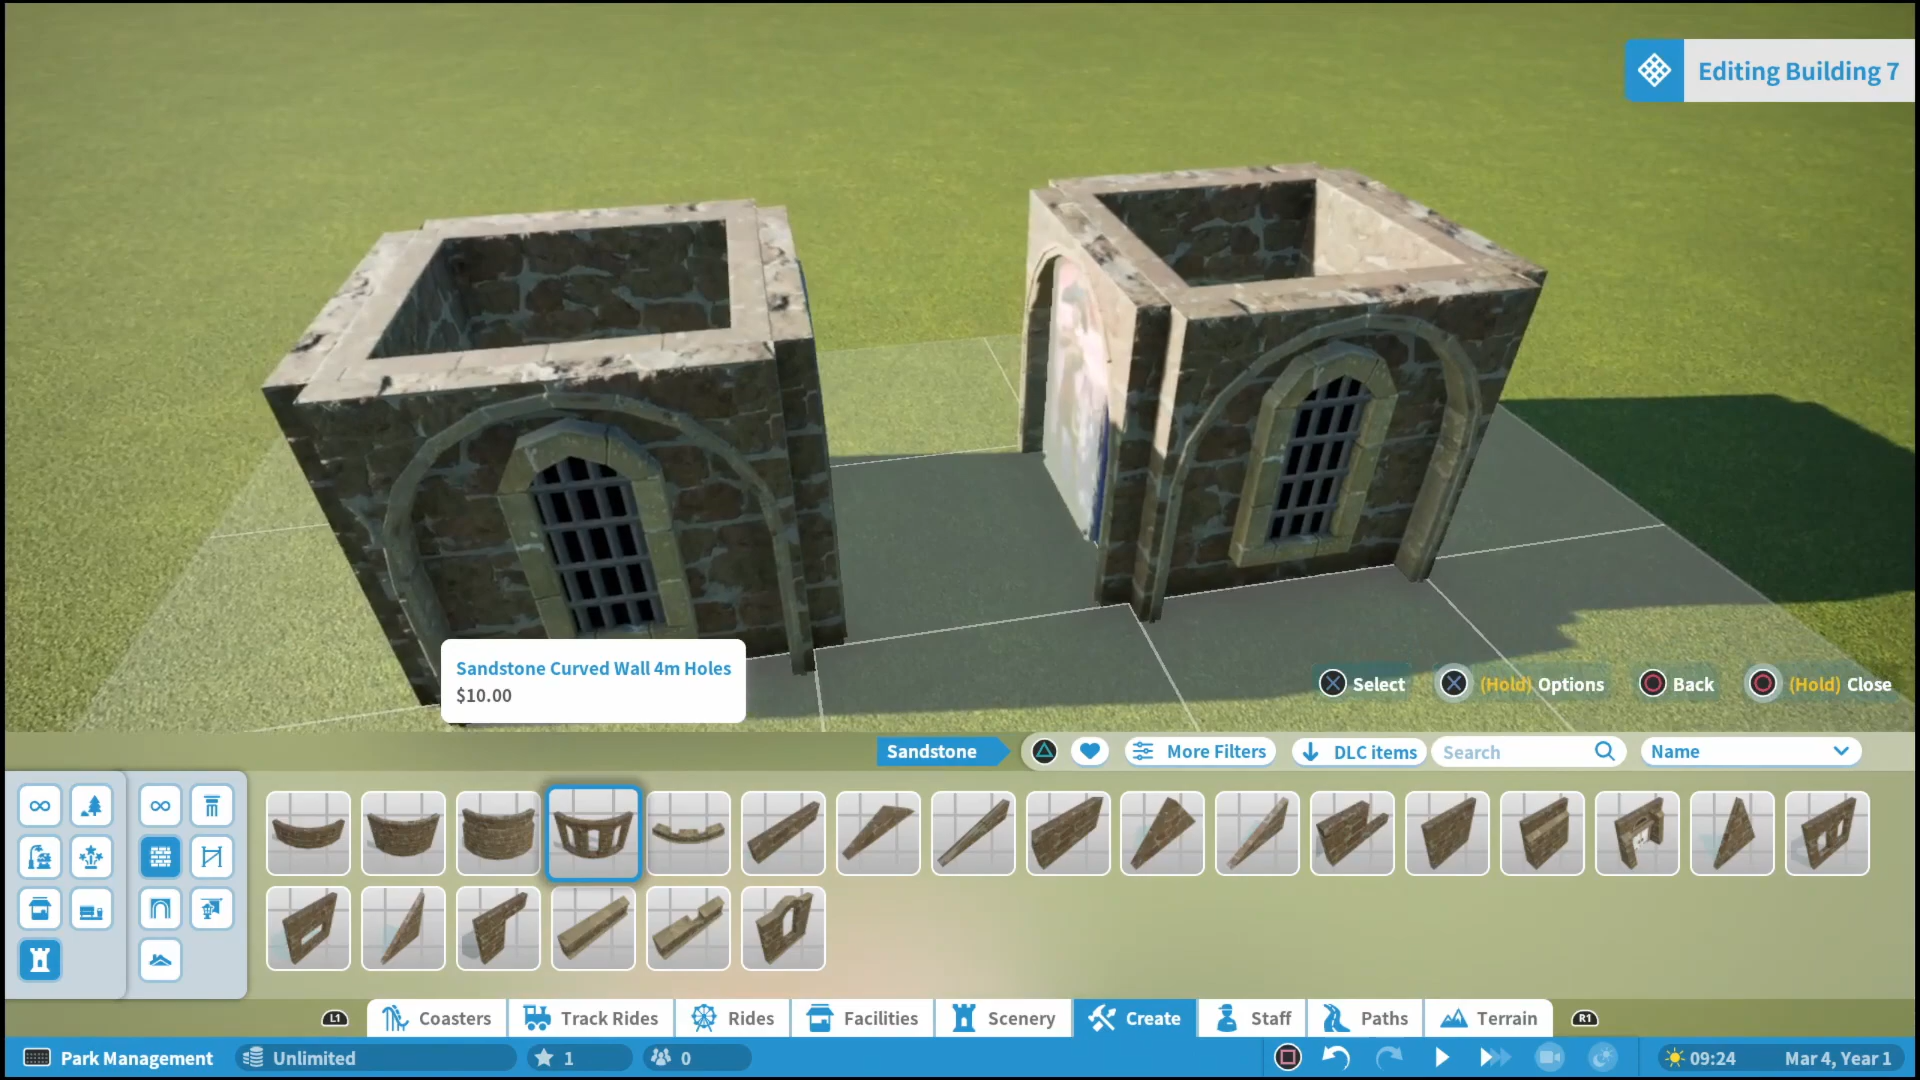 Editing Building 7
Sandstone Curved Wall 4m Holes
$10.00
Select
(Hold) Options
Back
(Hold) Close
Sandstone
More Filters
DLC items
Search
Name
L1
Coasters
Track Rides
Rides
Facilities
Scenery
Create
Staff
Paths
Terrain
R1
Park Management
Unlimited
1
0
09:24
Mar 4, Year 1